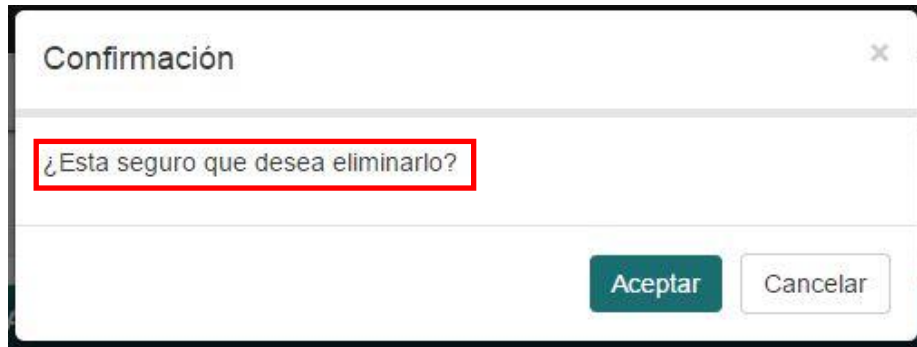 Confirmación ×
¿Esta seguro que desea eliminarlo?
Aceptar Cancelar